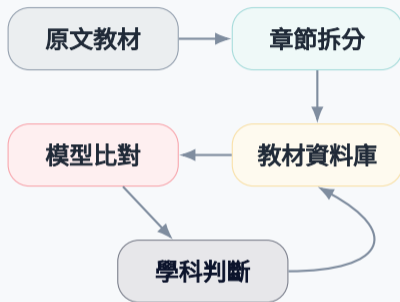 原文教材
章節拆分
教材資料庫
模型比對
學科判斷